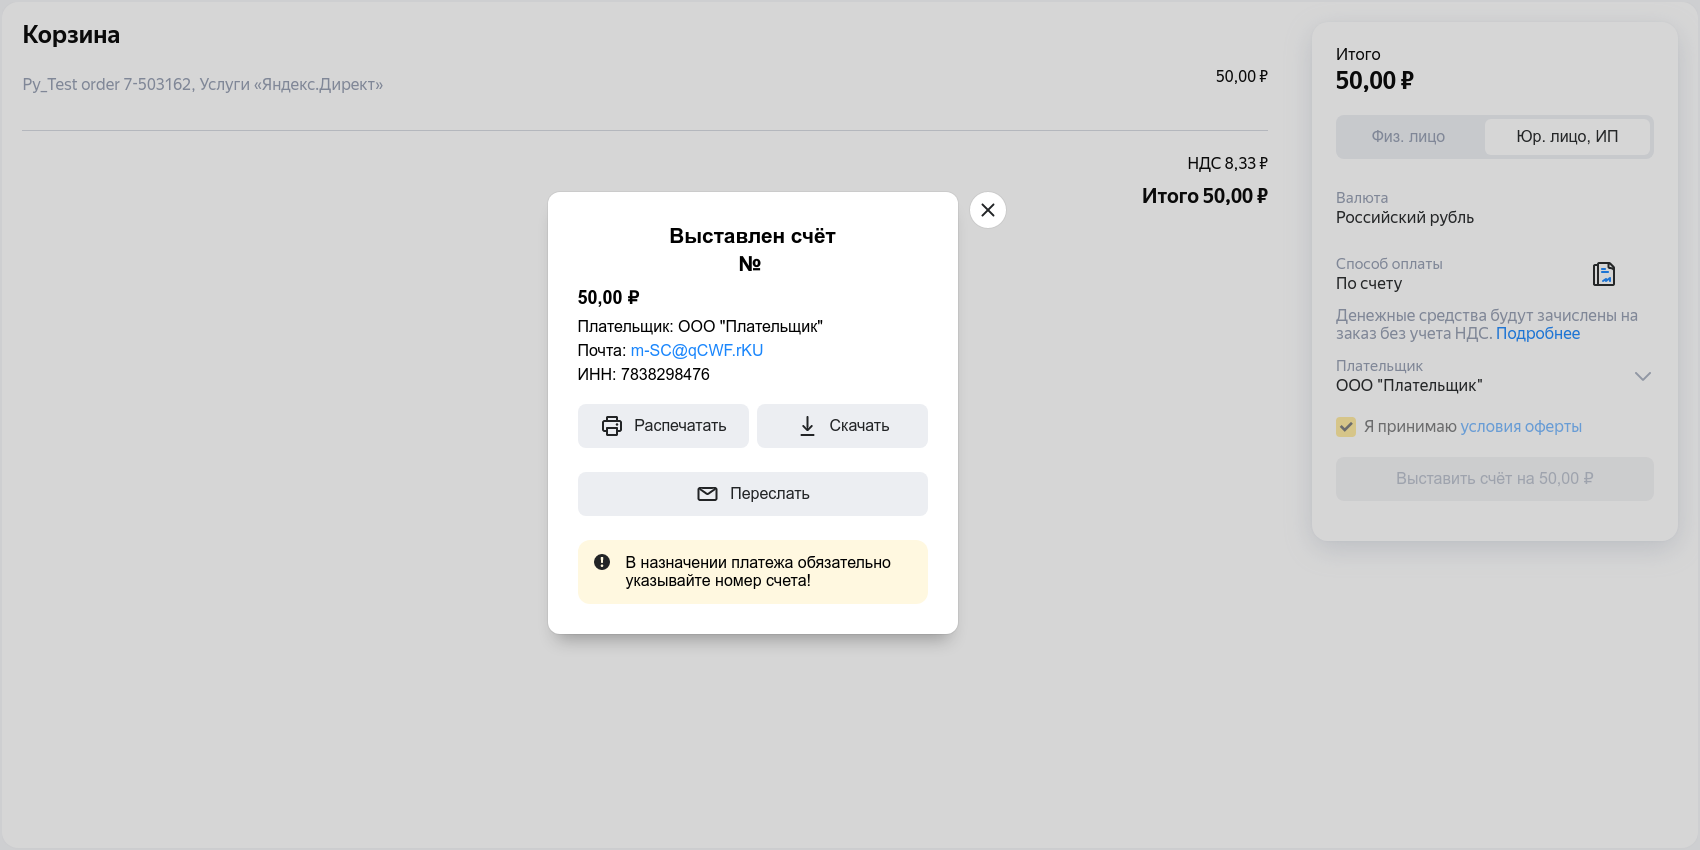 Корзина
Py_Test order 7-503162, Услуги «Яндекс.Директ»
50,00 ₽
НДС 8,33 ₽
Итого 50,00 ₽
Выставлен счёт
№
50,00 ₽
Плательщик: ООО "Плательщик"
Почта: m-SC@qCWF.rKU
ИНН: 7838298476
Распечатать
Скачать
Переслать
В назначении платежа обязательно
указывайте номер счета!
Итого
50,00 ₽
Физ. лицо
Юр. лицо, ИП
Валюта
Российский рубль
Способ оплаты
По счету
Денежные средства будут зачислены на
заказ без учета НДС. Подробнее
Плательщик
ООО "Плательщик"
Я принимаю условия оферты
Выставить счёт на 50,00 ₽